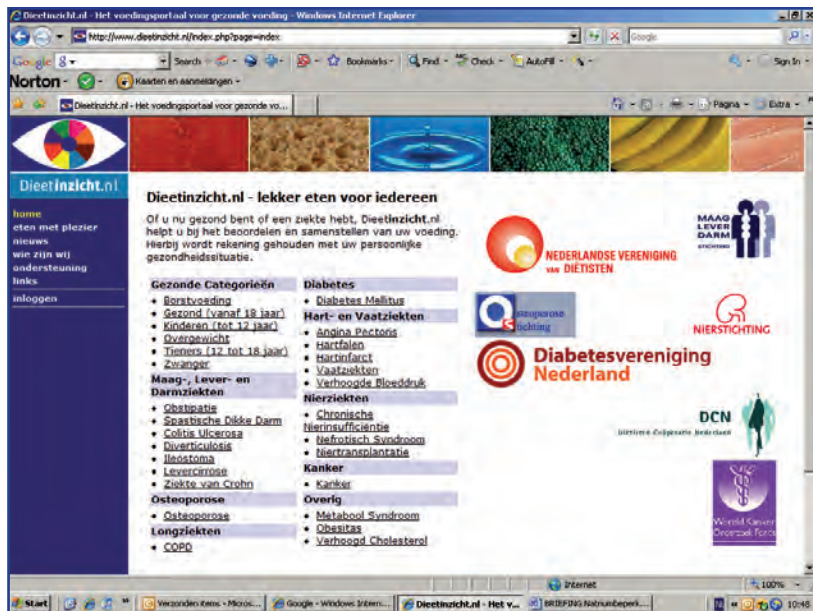 Dieetinzicht.nl - Het voedingsportaal voor gezonde voeding - Windows Internet Explorer
http://www.dieetinzicht.nl/index.php?page=index
Google
Google
Search
Bookmarks
Find
Check
AutoFill
Sign In
Norton
Kaarten en aanmeldingen
Dieetinzicht.nl - Het voedingsportaal voor gezonde vo...
Pagina
Extra
Dieetinzicht.nl
home
eten met plezier
nieuws
wie zijn wij
ondersteuning
links
inloggen
Dieetinzicht.nl - lekker eten voor iedereen
Of u nu gezond bent of een ziekte hebt, Dieetinzicht.nl
helpt u bij het beoordelen en samenstellen van uw voeding.
Hierbij wordt rekening gehouden met uw persoonlijke
gezondheidssituatie.
Gezonde Categorieën
Borstvoeding
Gezond (vanaf 18 jaar)
Kinderen (tot 12 jaar)
Overgewicht
Tieners (12 tot 18 jaar)
Zwanger
Maag-, Lever- en
Darmziekten
Obstipatie
Spastische Dikke Darm
Colitis Ulcerosa
Diverticulosis
Ileostoma
Levercirrose
Ziekte van Crohn
Osteoporose
Osteoporose
Longziekten
COPD
Diabetes
Diabetes Mellitus
Hart- en Vaatziekten
Angina Pectoris
Hartfalen
Hartinfarct
Vaatziekten
Verhoogde Bloeddruk
Nierziekten
Chronische
Nierinsufficiëntie
Nefrotisch Syndroom
Niertransplantatie
Kanker
Kanker
Overig
Metabool Syndroom
Obesitas
Verhoogd Cholesterol
NEDERLANDSE VERENIGING
VAN DIËTISTEN
MAAG
LEVER
DARM
STICHTING
Osteoporose
Stichting
NIERSTICHTING
Diabetesvereniging
Nederland
DCN
Diëtisten Coöperatie Nederland
Wereld Kanker
Onderzoek Fonds
Internet
100%
Start
Verzonden items - Micros...
Google - Windows Intern...
Dieetinzicht.nl - Het v...
BRIEFING Natriumbeperk...
NL
10:48